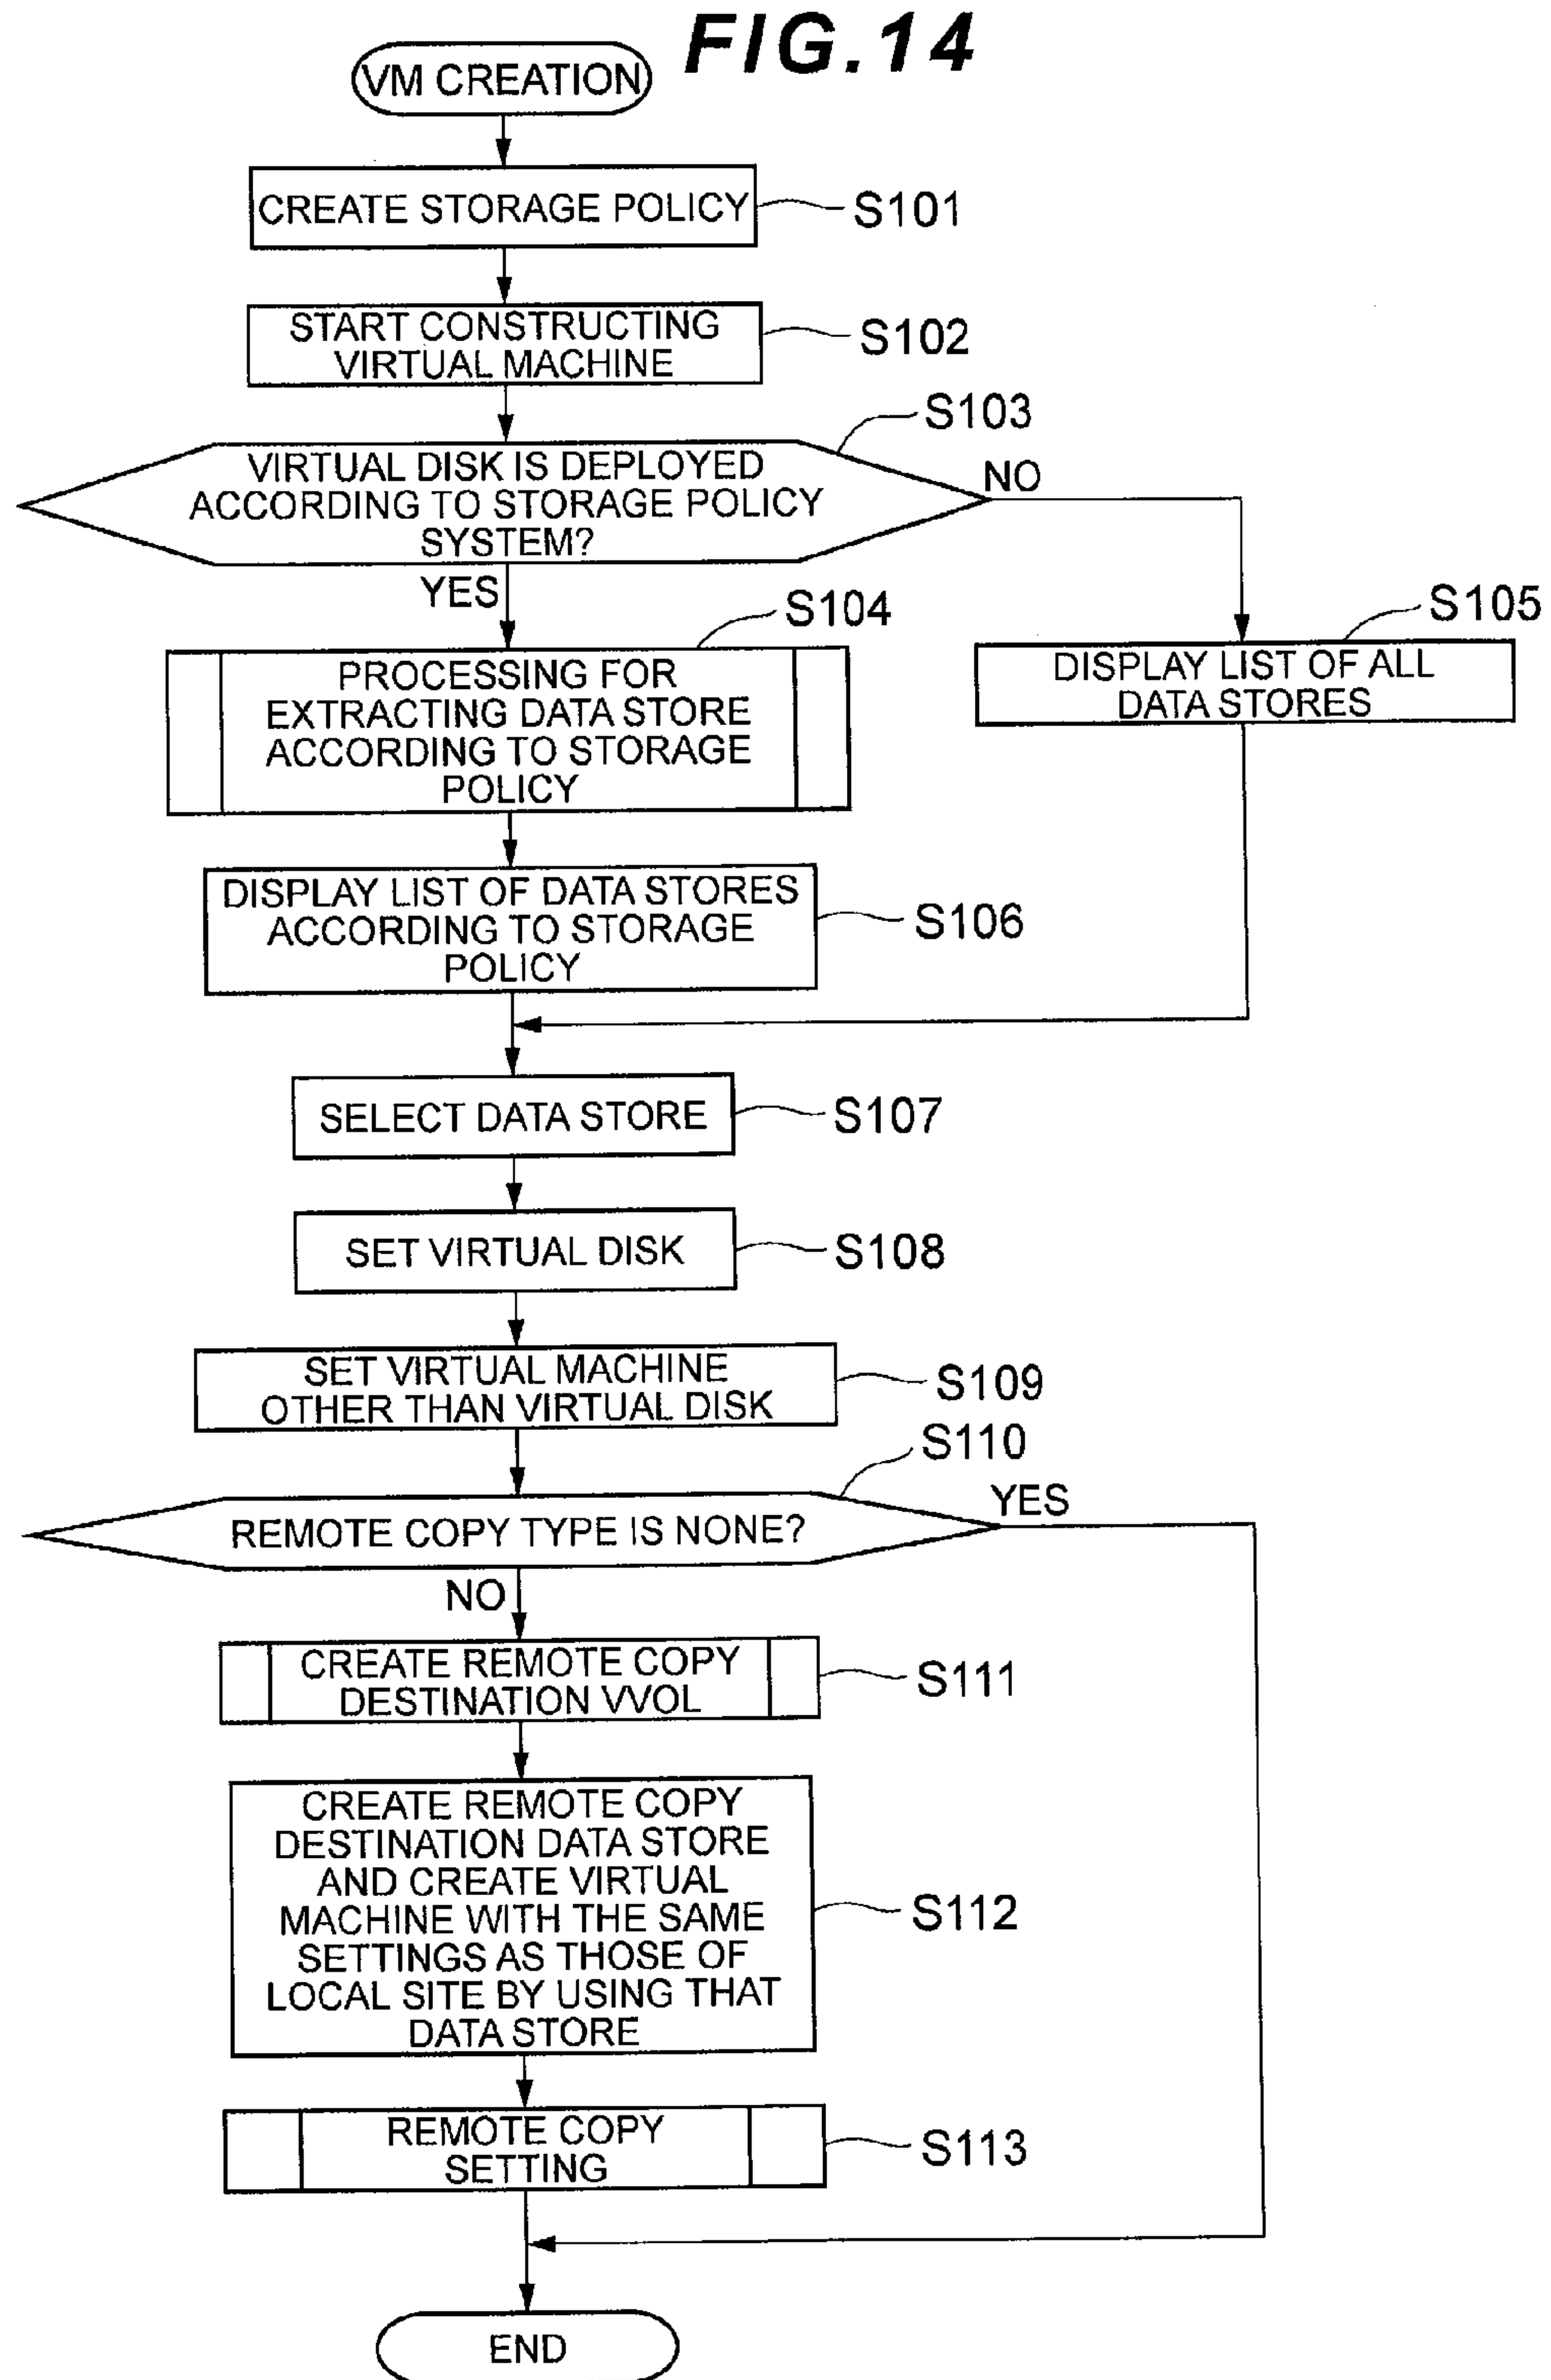 FIG.14
VM CREATION
CREATE STORAGE POLICY
S101
START CONSTRUCTING
VIRTUAL MACHINE
S102
S103
VIRTUAL DISK IS DEPLOYED
ACCORDING TO STORAGE POLICY
SYSTEM?
NO
YES
S104
PROCESSING FOR
EXTRACTING DATA STORE
ACCORDING TO STORAGE
POLICY
S105
DISPLAY LIST OF ALL
DATA STORES
DISPLAY LIST OF DATA STORES
ACCORDING TO STORAGE
POLICY
S106
SELECT DATA STORE
S107
SET VIRTUAL DISK
S108
SET VIRTUAL MACHINE
OTHER THAN VIRTUAL DISK
S109
S110
REMOTE COPY TYPE IS NONE?
YES
NO
CREATE REMOTE COPY
DESTINATION VVOL
S111
CREATE REMOTE COPY
DESTINATION DATA STORE
AND CREATE VIRTUAL
MACHINE WITH THE SAME
SETTINGS AS THOSE OF
LOCAL SITE BY USING THAT
DATA STORE
S112
REMOTE COPY
SETTING
S113
END